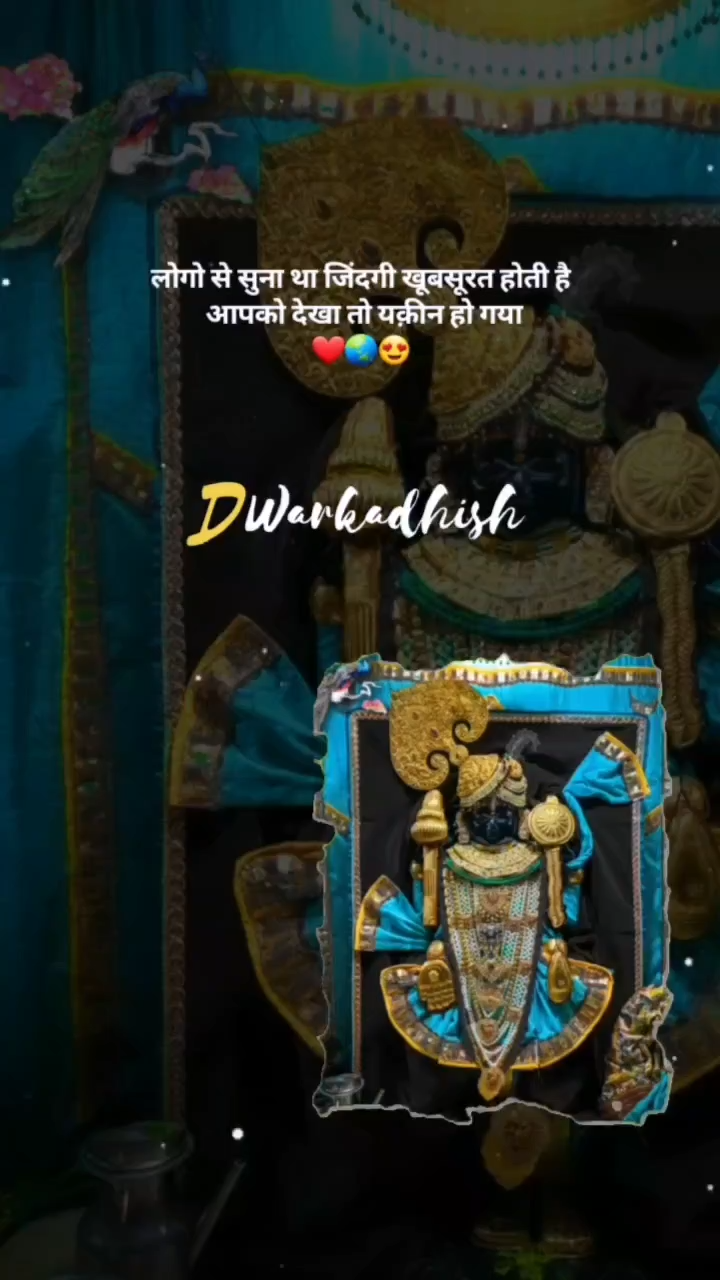 लोगो से सुना था जिंदगी खूबसूरत होती है
आपको देखा तो यक़ीन हो गया
❤️🌏😍
DWarkadhish